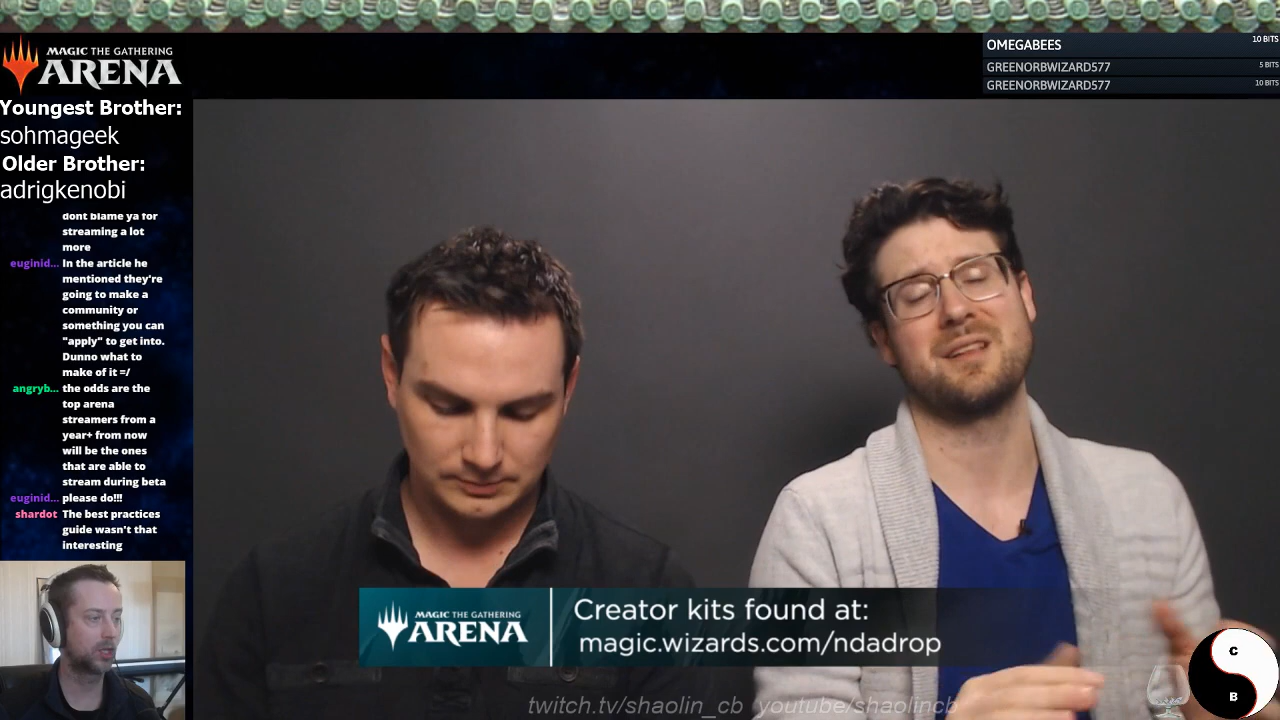 MAGIC THE GATHERING
ARENA
OMEGABEES
10 BITS
GREENORBWIZARD577
5 BITS
GREENORBWIZARD577
10 BITS
Youngest Brother:
sohmageek
Older Brother:
adrigkenobi
dont blame ya for
streaming a lot
more
euginid... In the article he
mentioned they're
going to make a
community or
something you can
"apply" to get into.
Dunno what to
make of it =/
angryb... the odds are the
top arena
streamers from a
year+ from now
will be the ones
that are able to
stream during beta
euginid... please do!!!
shardot The best practices
guide wasn't that
interesting
MAGIC THE GATHERING
ARENA
Creator kits found at:
magic.wizards.com/ndadrop
twitch.tv/shaolin_cb youtube/shaolincb
C
B